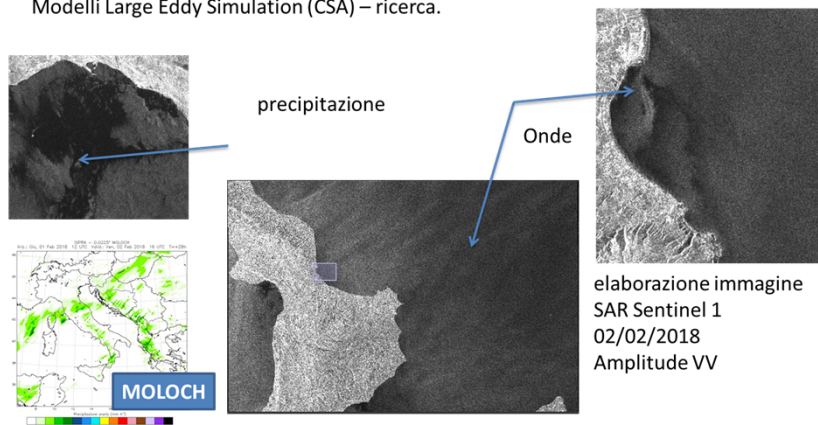 Modelli Large Eddy Simulation (CSA) – ricerca.
precipitazione
Onde
MOLOCH
elaborazione immagine
SAR Sentinel 1
02/02/2018
Amplitude VV